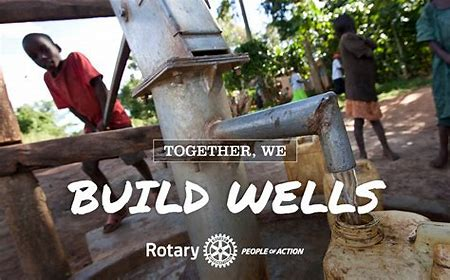 TOGETHER, WE
BUILD WELLS
Rotary PEOPLE OF ACTION